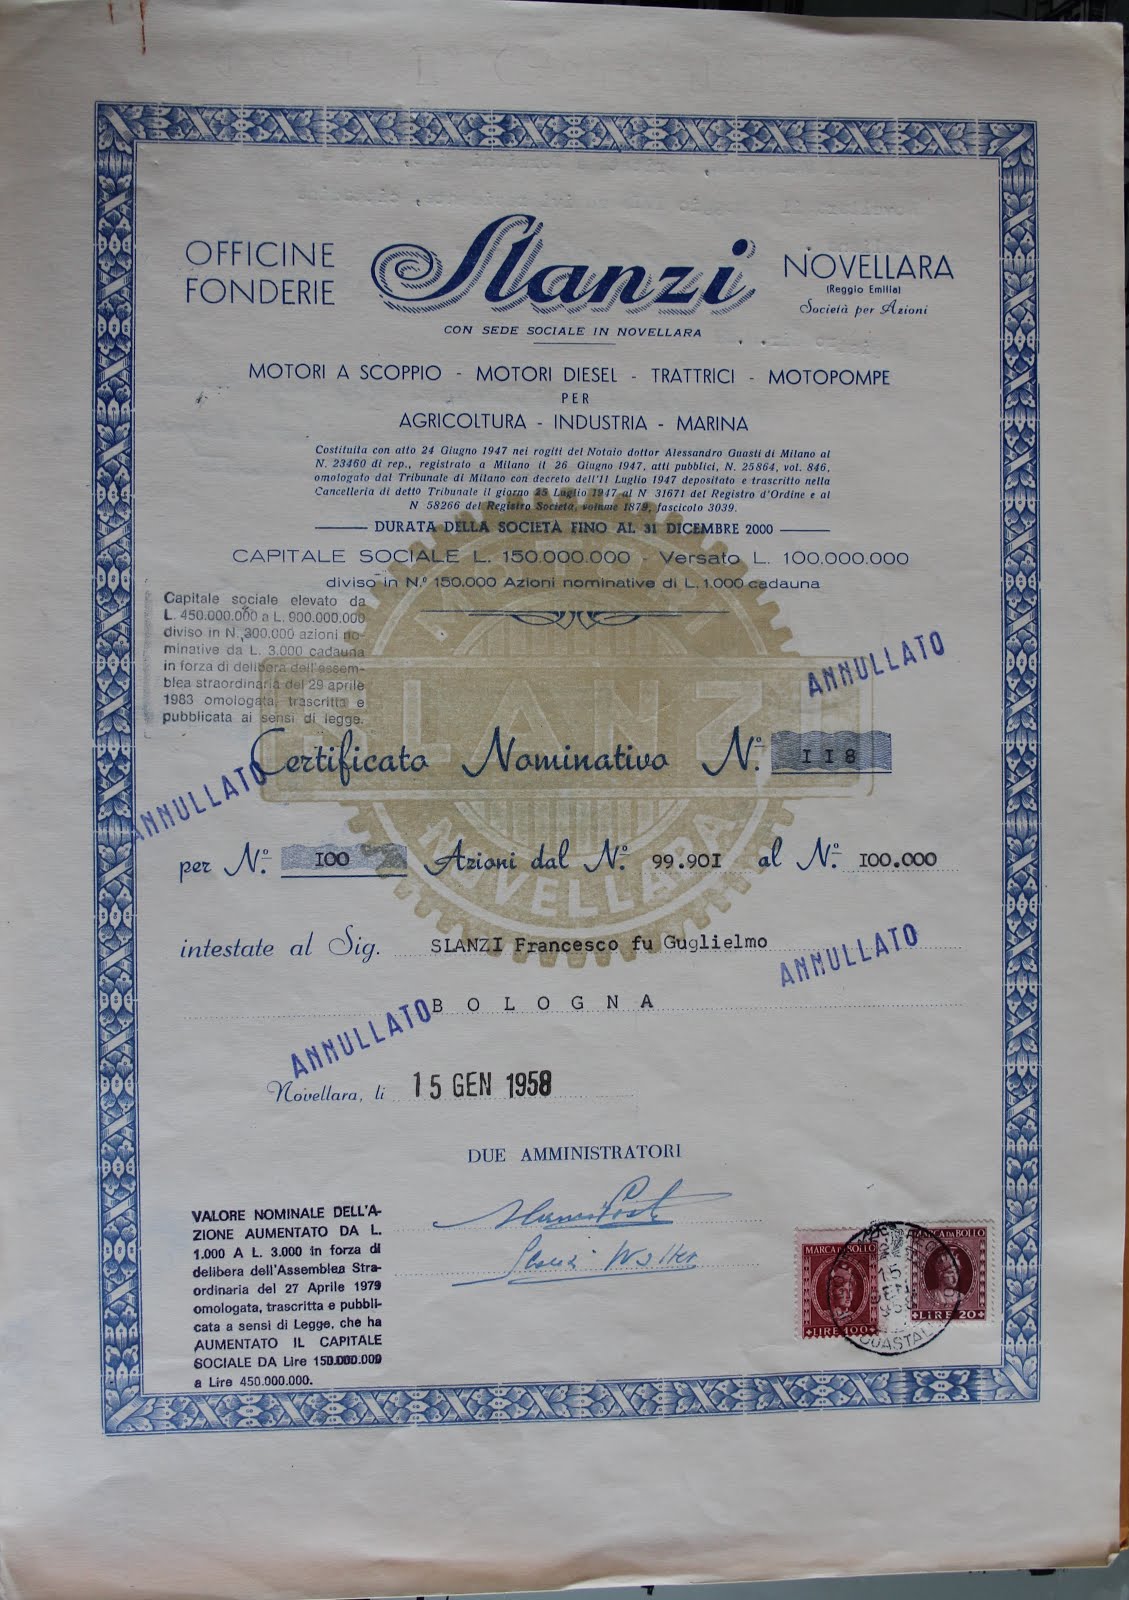 OFFICINE
FONDERIE
Slanzi
NOVELLARA
(Reggio Emilia)
Società per Azioni
CON SEDE SOCIALE IN NOVELLARA
MOTORI A SCOPPIO - MOTORI DIESEL - TRATTRICI - MOTOPOMPE
PER
AGRICOLTURA - INDUSTRIA - MARINA
Costituita con atto 24 Giugno 1947 nei rogiti del Notaio dottor Alessandro Guasti di Milano al
N. 23460 di rep., registrato a Milano il 26 Giugno 1947, atti pubblici, N. 25864, vol. 846,
omologato dal Tribunale di Milano con decreto dell'11 Luglio 1947 depositato e trascritto nella
Cancelleria di detto Tribunale il giorno 25 Luglio 1947 al N 31671 del Registro d'Ordine e al
N 58266 del Registro Società, volume 1879, fascicolo 3039.
DURATA DELLA SOCIETÀ FINO AL 31 DICEMBRE 2000
CAPITALE SOCIALE L. 150.000.000 - Versato L. 100.000.000
diviso in N.º 150.000 Azioni nominative di L. 1.000 cadauna
Capitale sociale elevato da
L. 450.000.000 a L. 900.000.000
diviso in N. 300.000 azioni no-
minative da L. 3.000 cadauna
in forza di delibera dell'assem-
blea straordinaria del 29 aprile
1983 omologata, trascritta e
pubblicata ai sensi di legge.
MOTORI
SLANZI
NOVELLARA
ANNULLATO
Certificato Nominativo N.º 118
ANNULLATO
per N.º 100 Azioni dal N.º 99.901 al N.º 100.000
intestate al Sig. SLANZI Francesco fu Guglielmo
ANNULLATO
BOLOGNA
ANNULLATO
Novellara, li 15 GEN 1958
DUE AMMINISTRATORI
Slanzi Walter
VALORE NOMINALE DELL'A-
ZIONE AUMENTATO DA L.
1.000 A L. 3.000 in forza di
delibera dell'Assemblea Stra-
ordinaria del 27 Aprile 1979
omologata, trascritta e pubbli-
cata a sensi di Legge, che ha
AUMENTATO IL CAPITALE
SOCIALE DA Lire 150.000.000
a Lire 450.000.000.
MARCA DA BOLLO
LIRE 100
MARCA DA BOLLO
LIRE 20